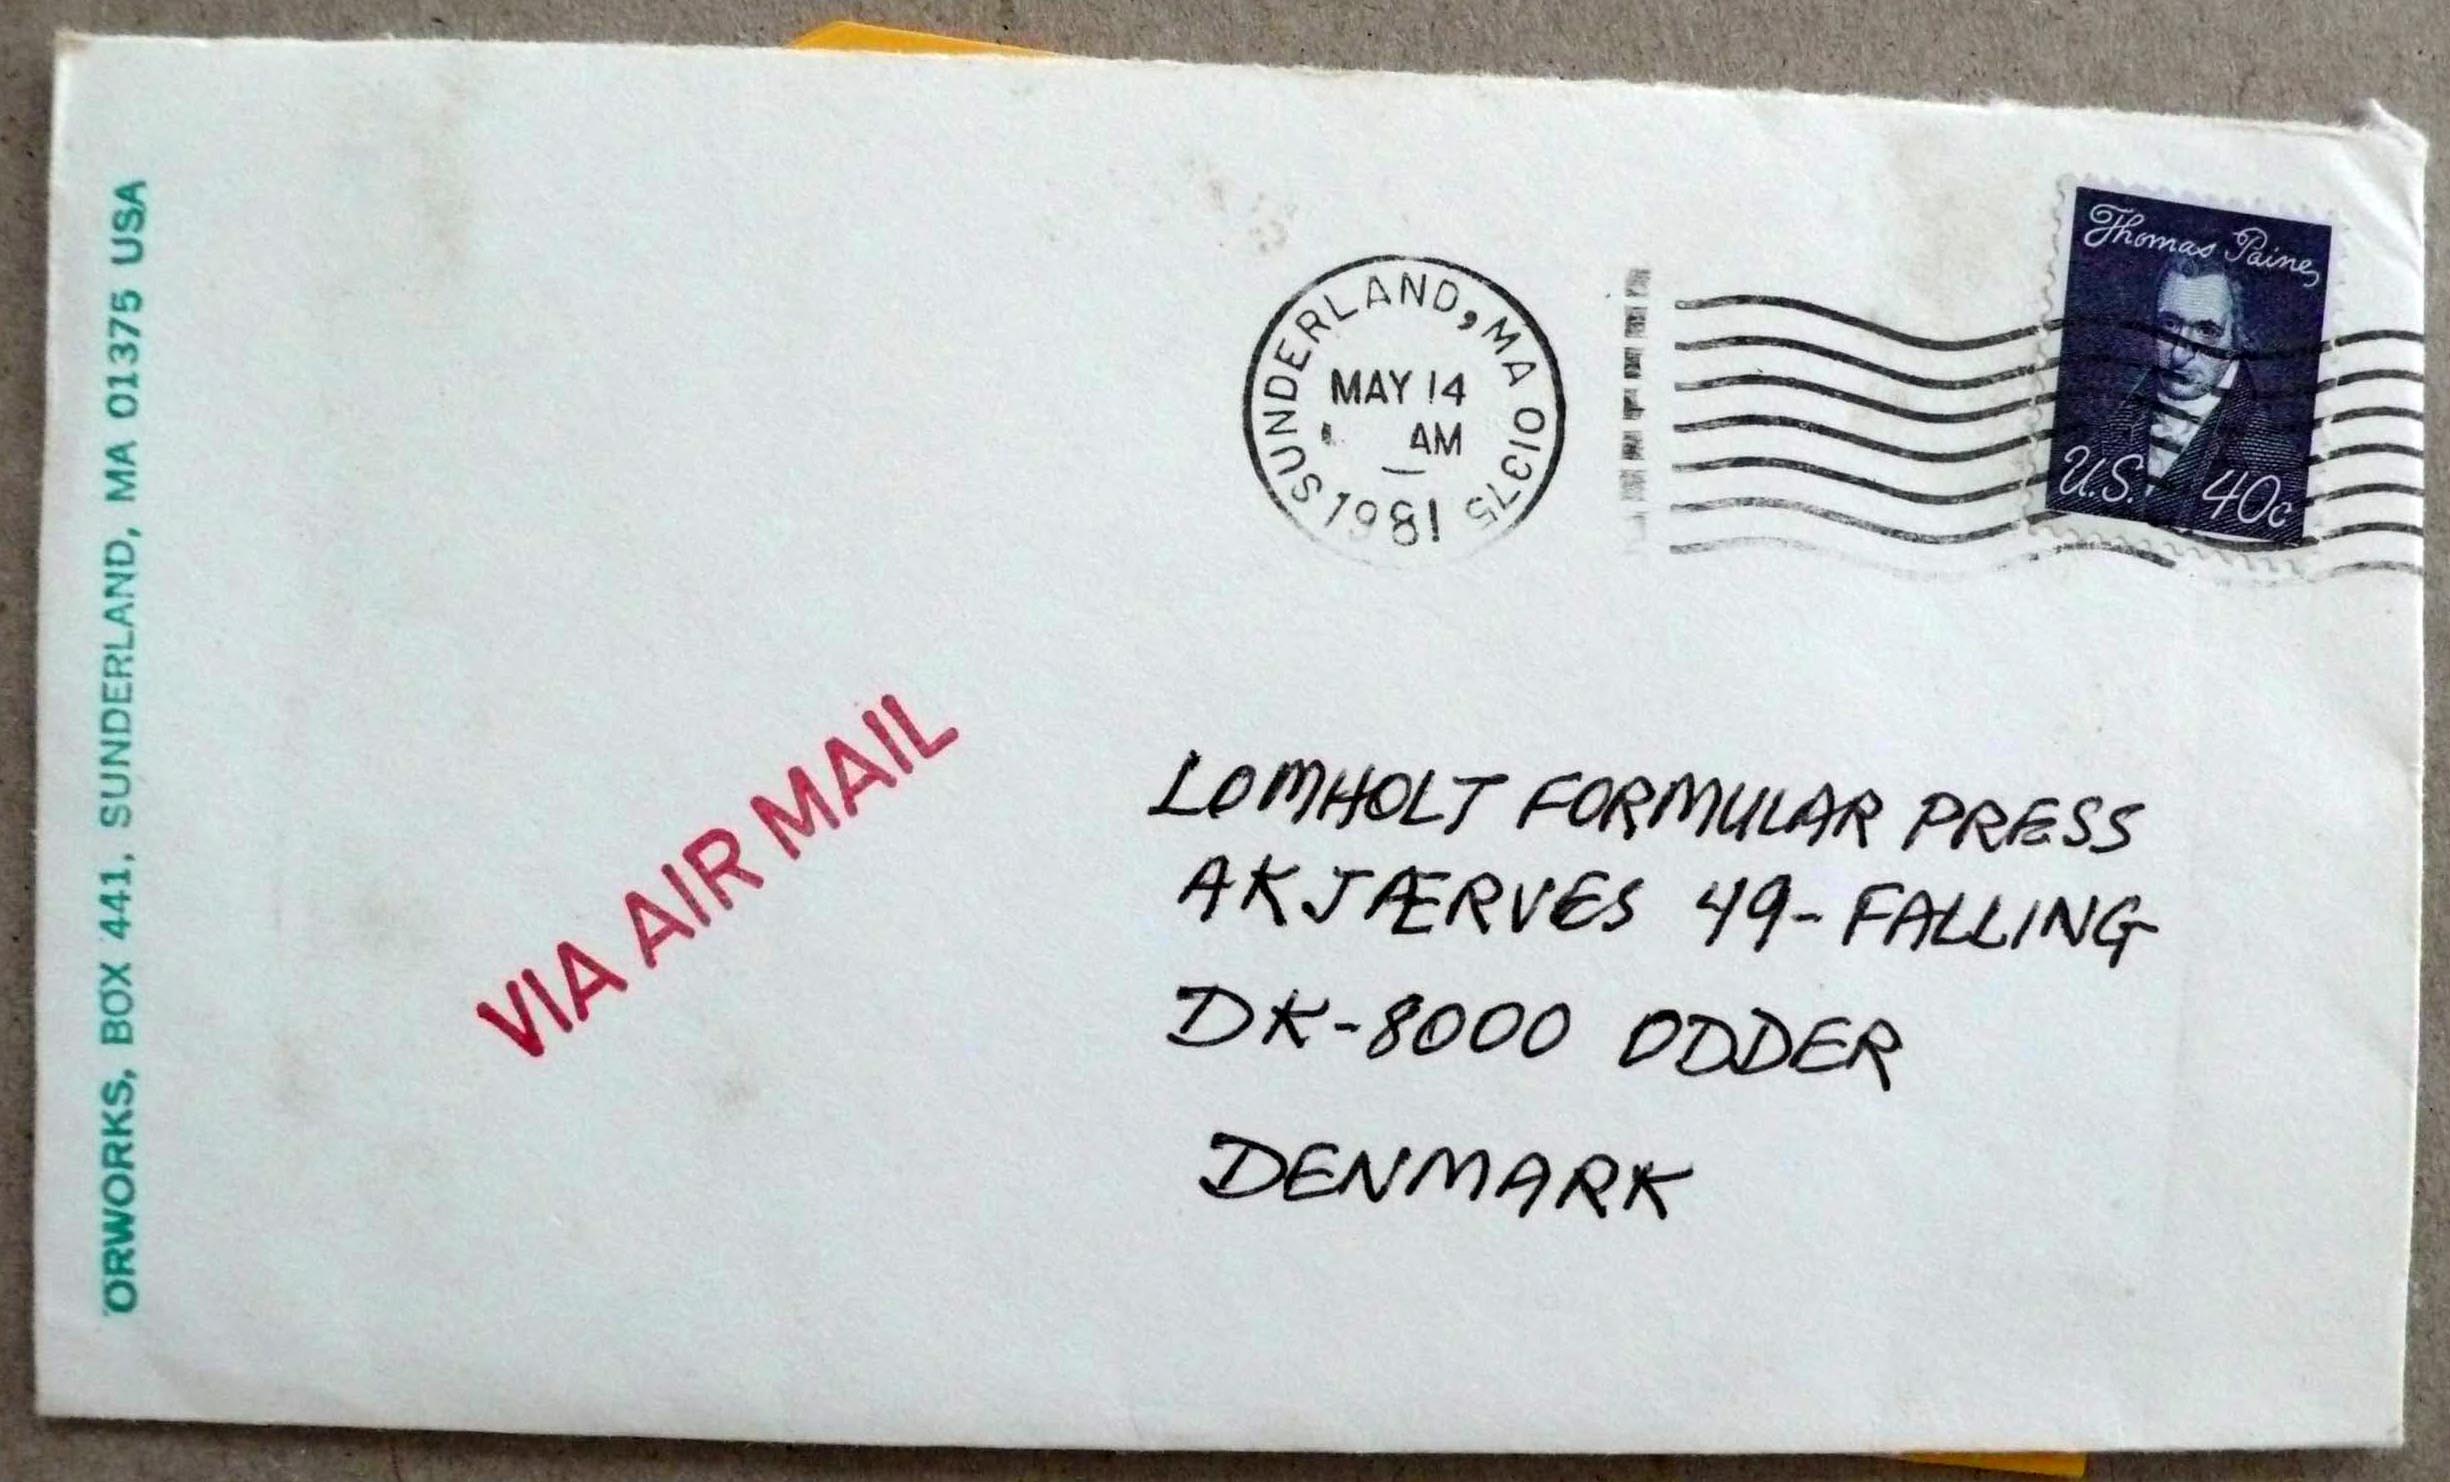 ORWORKS, BOX 441, SUNDERLAND, MA 01375 USA
SUNDERLAND, MA 01375
MAY 14
AM
1981
Thomas Paine
U.S. 40c
VIA AIR MAIL
LOMHOLT FORMULAR PRESS
AKJÆRVES 49-FALLING
DK-8000 ODDER
DENMARK